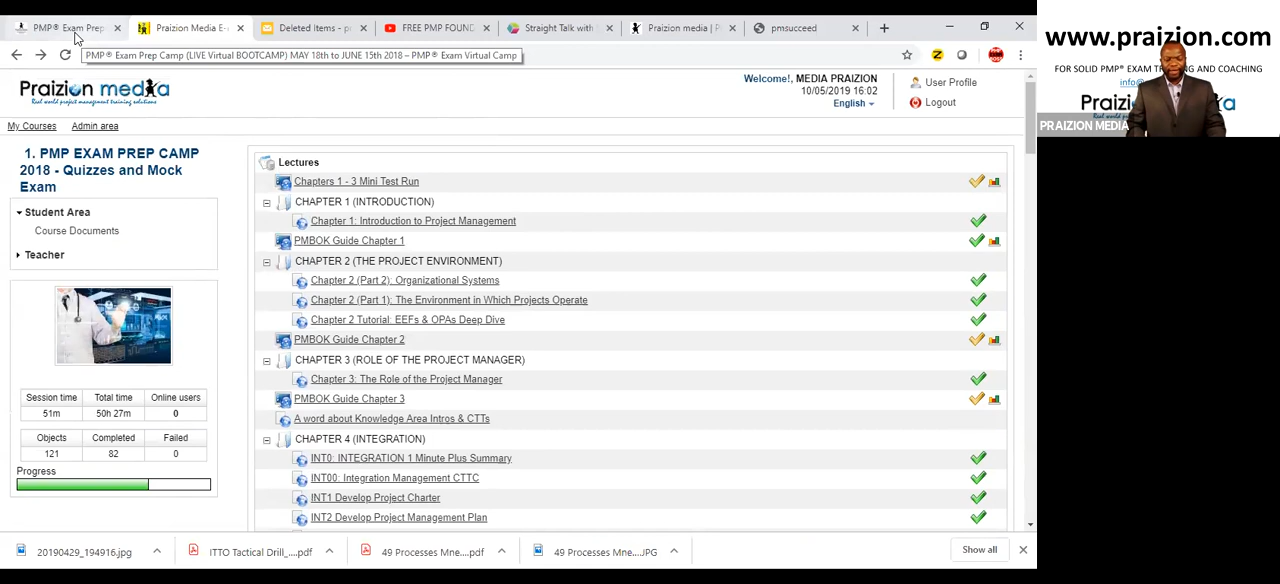 PMP® Exam Prep
Praizion Media E-
Deleted Items - p
FREE PMP FOUND
Straight Talk with
Praizion media | P
pmsucceed
PMP® Exam Prep Camp (LIVE Virtual BOOTCAMP) MAY 18th to JUNE 15th 2018 – PMP® Exam Virtual Camp
www.praizion.com
FOR SOLID PMP® EXAM TRAINING AND COACHING
info@
PRAIZION MEDIA
Praizion media
Real world project management training solutions
Welcome!, MEDIA PRAIZION
10/05/2019 16:02
English
User Profile
Logout
My Courses
Admin area
1. PMP EXAM PREP CAMP
2018 - Quizzes and Mock
Exam
Student Area
Course Documents
Teacher
Session time
Total time
Online users
51m
50h 27m
0
Objects
Completed
Failed
121
82
0
Progress
Lectures
Chapters 1 - 3 Mini Test Run
CHAPTER 1 (INTRODUCTION)
Chapter 1: Introduction to Project Management
PMBOK Guide Chapter 1
CHAPTER 2 (THE PROJECT ENVIRONMENT)
Chapter 2 (Part 2): Organizational Systems
Chapter 2 (Part 1): The Environment in Which Projects Operate
Chapter 2 Tutorial: EEFs & OPAs Deep Dive
PMBOK Guide Chapter 2
CHAPTER 3 (ROLE OF THE PROJECT MANAGER)
Chapter 3: The Role of the Project Manager
PMBOK Guide Chapter 3
A word about Knowledge Area Intros & CTTs
CHAPTER 4 (INTEGRATION)
INT0: INTEGRATION 1 Minute Plus Summary
INT00: Integration Management CTTC
INT1 Develop Project Charter
INT2 Develop Project Management Plan
20190429_194916.jpg
ITTO Tactical Drill_....pdf
49 Processes Mne....pdf
49 Processes Mne....JPG
Show all